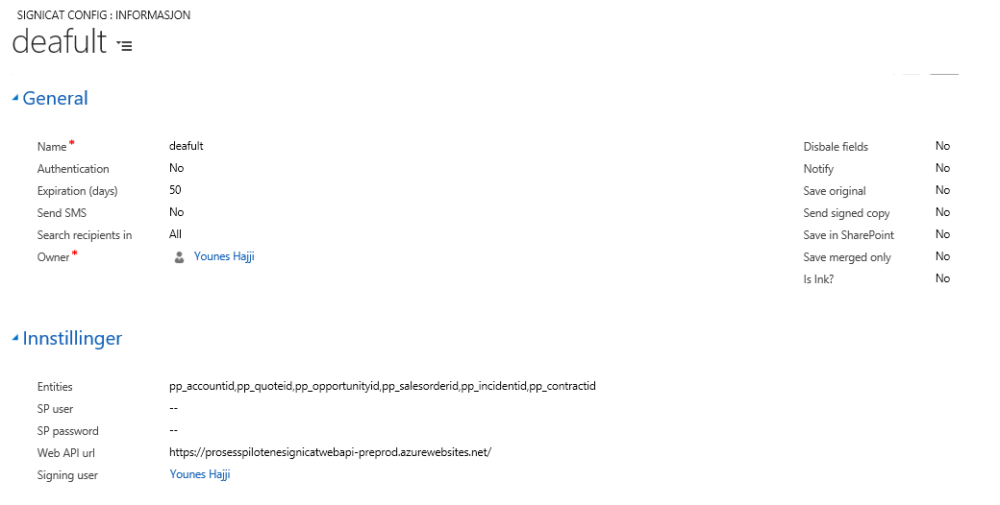 SIGNICAT CONFIG : INFORMASJON
deafult
General
Name* deafult
Authentication No
Expiration (days) 50
Send SMS No
Search recipients in All
Owner* Younes Hajji
Disbale fields No
Notify No
Save original No
Send signed copy No
Save in SharePoint No
Save merged only No
Is Ink? No
Innstillinger
Entities pp_accountid,pp_quoteid,pp_opportunityid,pp_salesorderid,pp_incidentid,pp_contractid
SP user --
SP password --
Web API url https://prosesspilotenesignicatwebapi-preprod.azurewebsites.net/
Signing user Younes Hajji